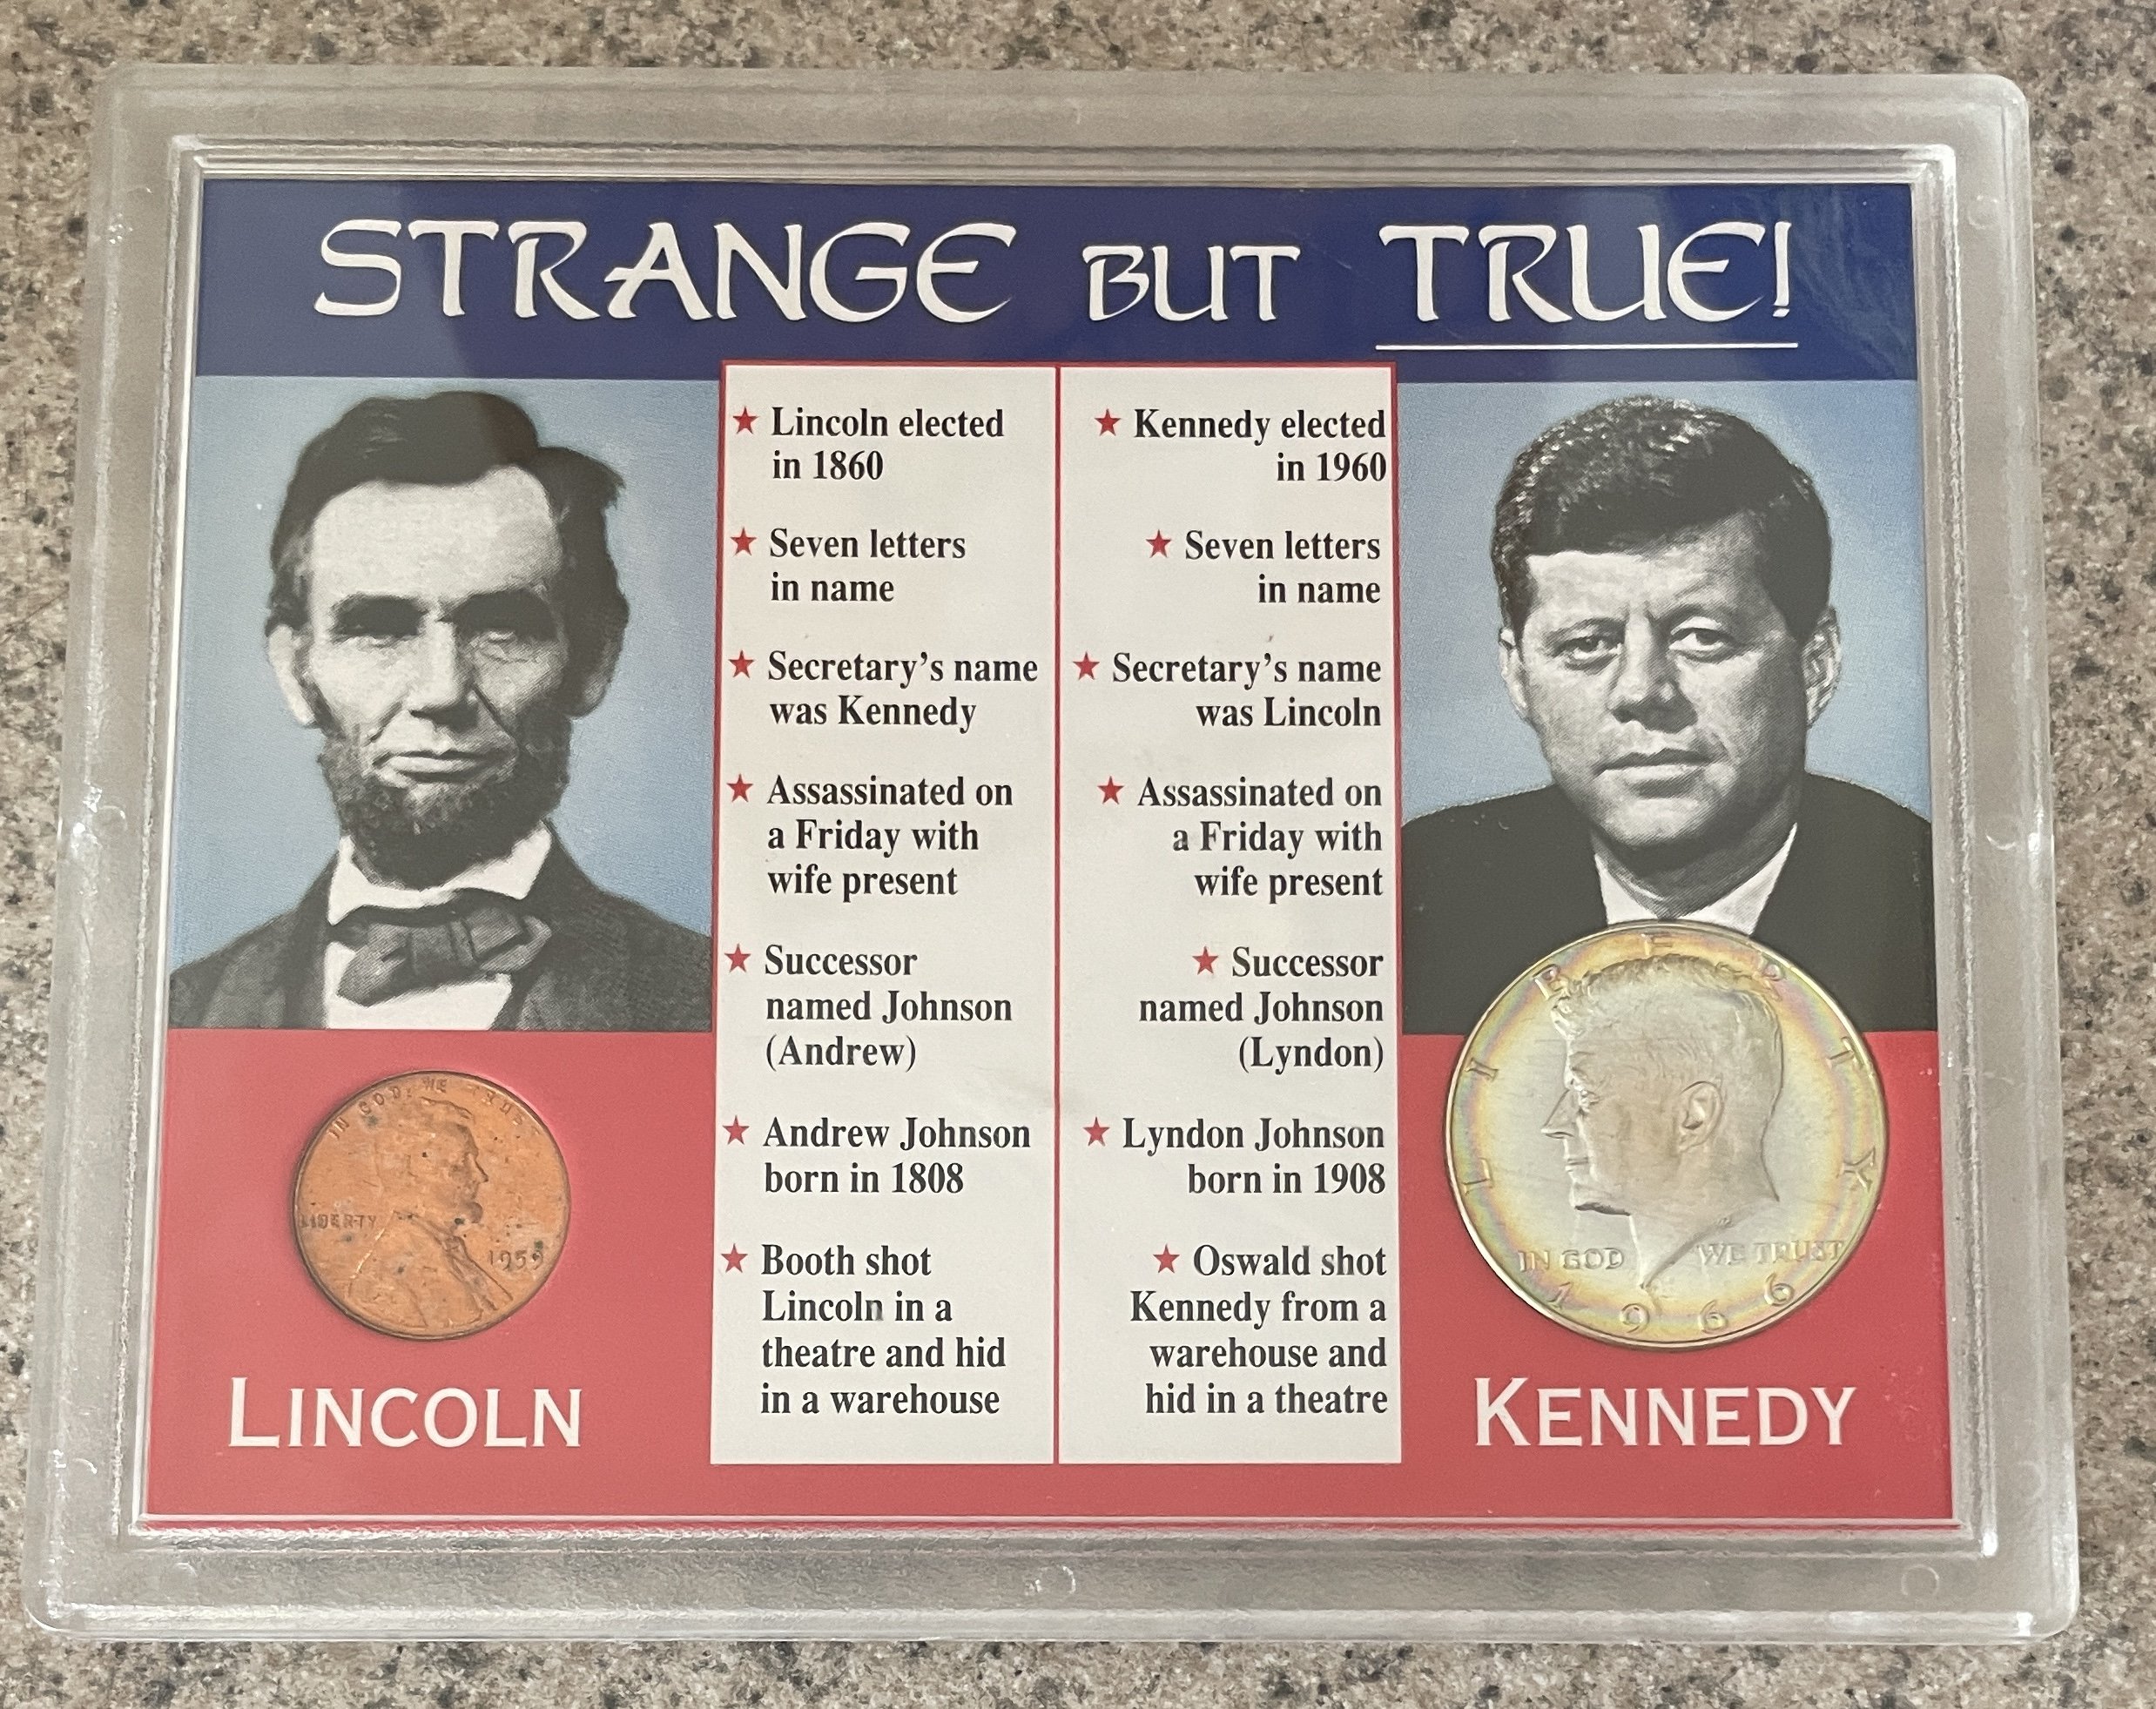 STRANGE BUT TRUE!
★ Lincoln elected
in 1860
★ Seven letters
in name
★ Secretary’s name
was Kennedy
★ Assassinated on
a Friday with
wife present
★ Successor
named Johnson
(Andrew)
★ Andrew Johnson
born in 1808
★ Booth shot
Lincoln in a
theatre and hid
in a warehouse
★ Kennedy elected
in 1960
★ Seven letters
in name
★ Secretary’s name
was Lincoln
★ Assassinated on
a Friday with
wife present
★ Successor
named Johnson
(Lyndon)
★ Lyndon Johnson
born in 1908
★ Oswald shot
Kennedy from a
warehouse and
hid in a theatre
IN GOD WE TRUST
LIBERTY
1959
LINCOLN
LIBERTY
IN GOD WE TRUST
1966
KENNEDY